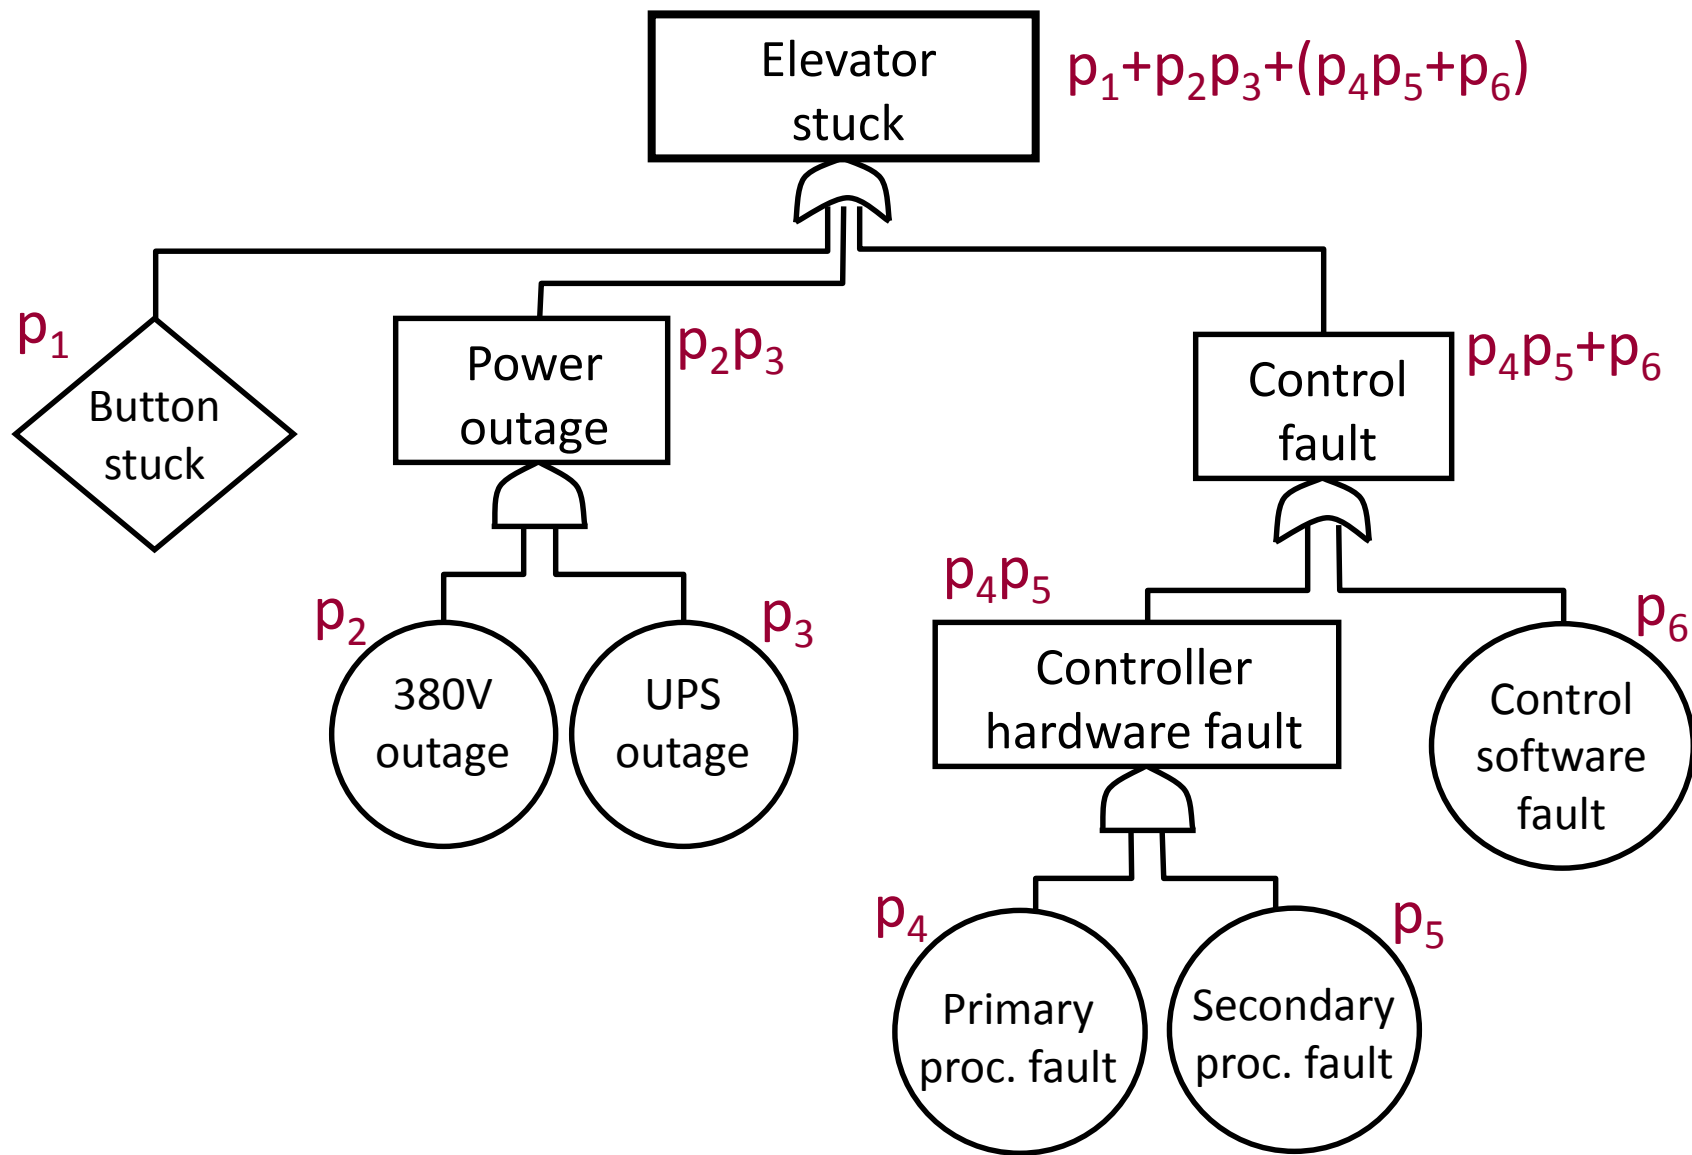 Elevator
stuck
p₁+p₂p₃+(p₄p₅+p₆)
p₁
Button
stuck
Power
outage
p₂p₃
Control
fault
p₄p₅+p₆
p₂
380V
outage
p₃
UPS
outage
p₄p₅
Controller
hardware fault
p₆
Control
software
fault
p₄
Primary
proc. fault
p₅
Secondary
proc. fault